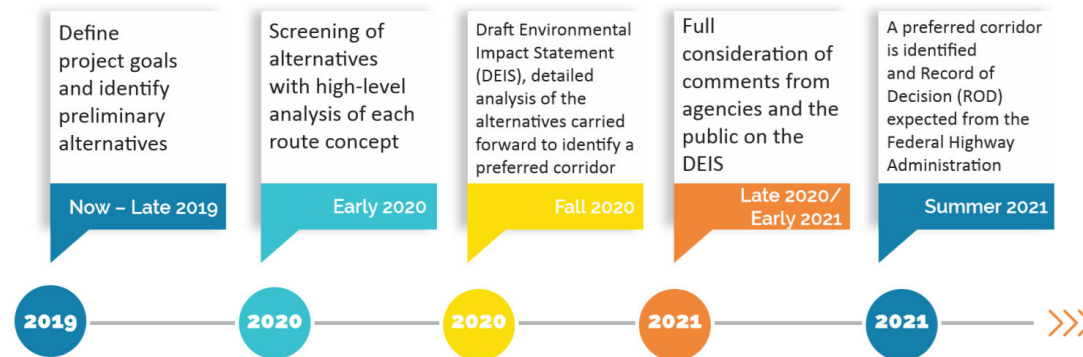 Define
project goals
and identify
preliminary
alternatives
Now – Late 2019
Screening of
alternatives
with high-level
analysis of each
route concept
Early 2020
Draft Environmental
Impact Statement
(DEIS), detailed
analysis of the
alternatives carried
forward to identify a
preferred corridor
Fall 2020
Full
consideration of
comments from
agencies and the
public on the
DEIS
Late 2020/
Early 2021
A preferred corridor
is identified
and Record of
Decision (ROD)
expected from the
Federal Highway
Administration
Summer 2021
2019
2020
2020
2021
2021